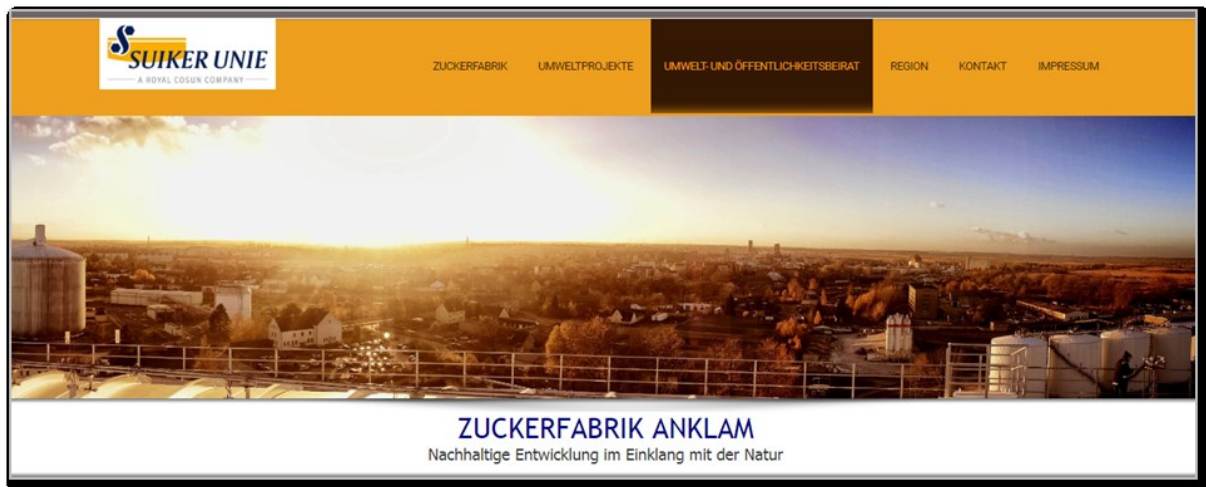 SUIKER UNIE
A ROYAL COSUN COMPANY
ZUCKERFABRIK UMWELTPROJEKTE UMWELT- UND ÖFFENTLICHKEITSBEIRAT REGION KONTAKT IMPRESSUM
ZUCKERFABRIK ANKLAM
Nachhaltige Entwicklung im Einklang mit der Natur